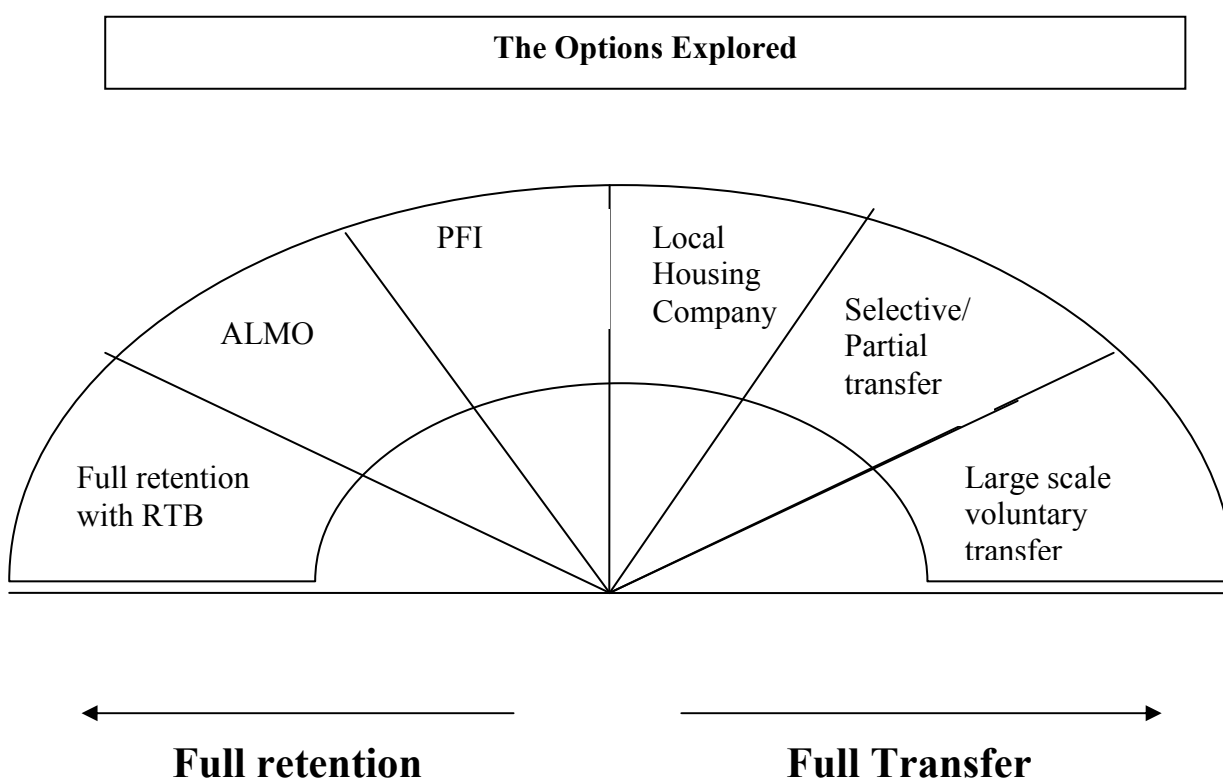 The Options Explored
PFI
Local
Housing
Company
ALMO
Selective/
Partial
transfer
Full retention
with RTB
Large scale
voluntary
transfer
Full retention
Full Transfer